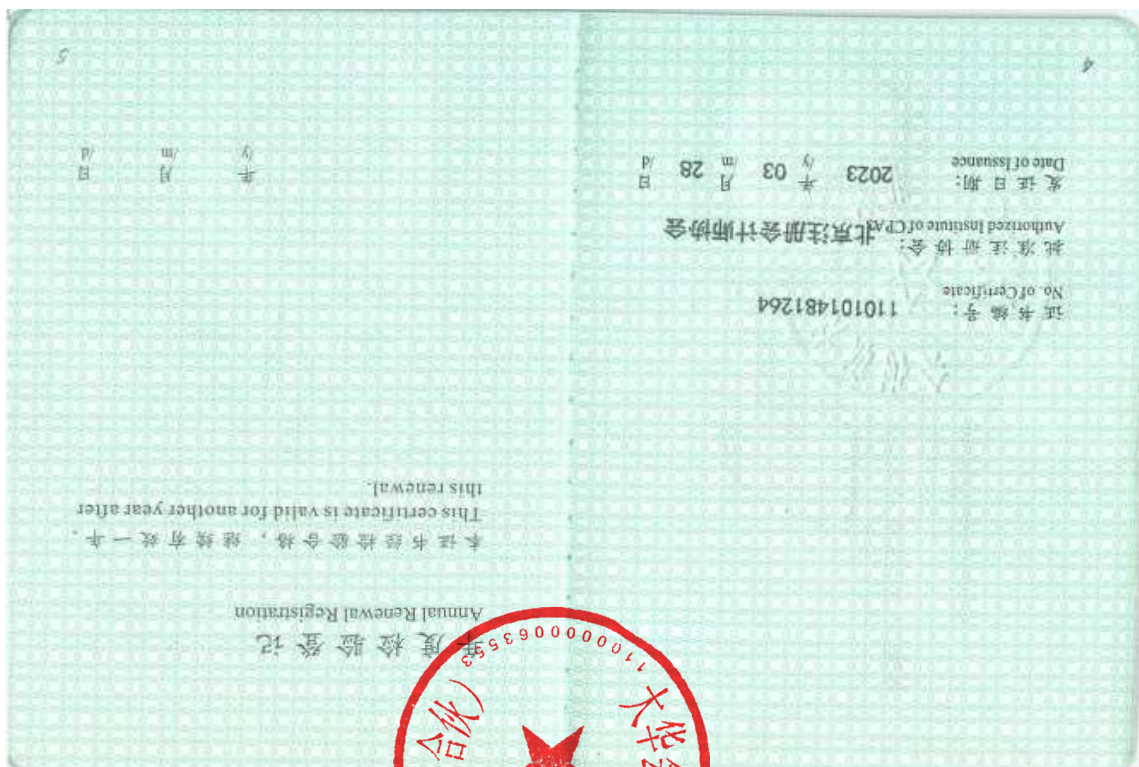 证书编号： 110101481264
No. of Certificate
批准注册协会： 北京注册会计师协会
Authorized Institute of CPAs
发证日期： 2023 年 03 月 28 日
Date of Issuance /y /m /d
4
年度检验登记
Annual Renewal Registration
本证书经检验合格，继续有效一年。
This certificate is valid for another year after
this renewal.
年 月 日
/y /m /d
5
大华
合伙）